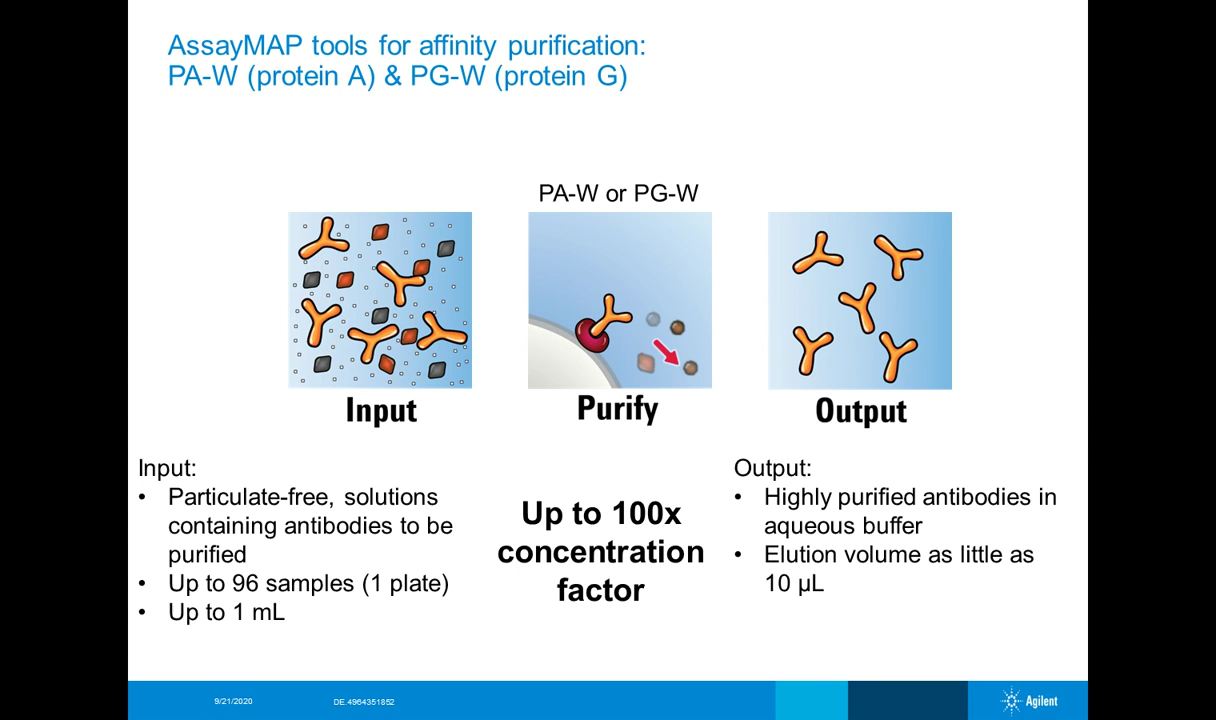 AssayMAP tools for affinity purification:
PA-W (protein A) & PG-W (protein G)
PA-W or PG-W
Input
Purify
Output
Input:
• Particulate-free, solutions
containing antibodies to be
purified
• Up to 96 samples (1 plate)
• Up to 1 mL
Up to 100x
concentration
factor
Output:
• Highly purified antibodies in
aqueous buffer
• Elution volume as little as
10 µL
9/21/2020
DE.4964351852
Agilent